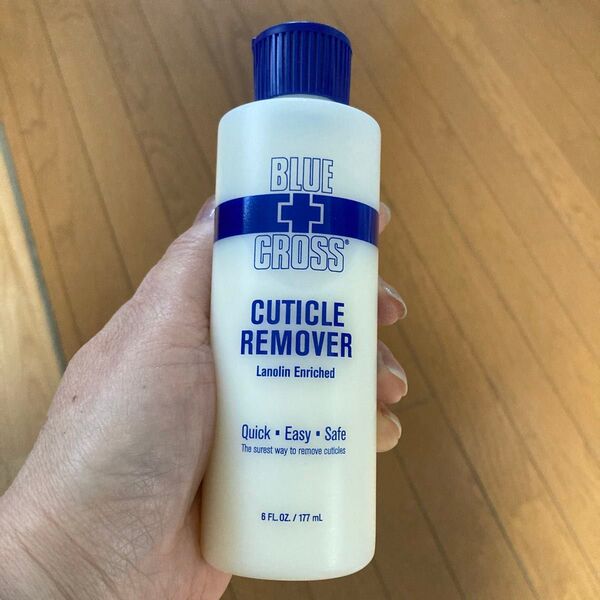 BLUE
CROSS®
CUTICLE
REMOVER
Lanolin Enriched
Quick ▪ Easy ▪ Safe
The surest way to remove cuticles
6 FL. OZ. / 177 mL